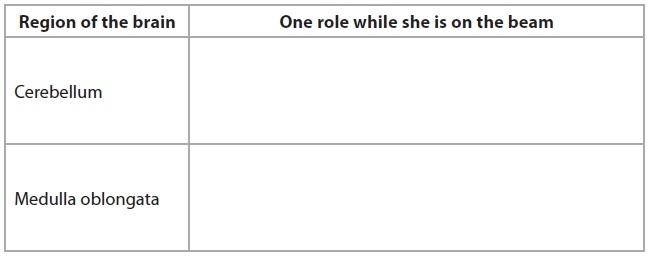 Region of the brain
One role while she is on the beam
Cerebellum
Medulla oblongata